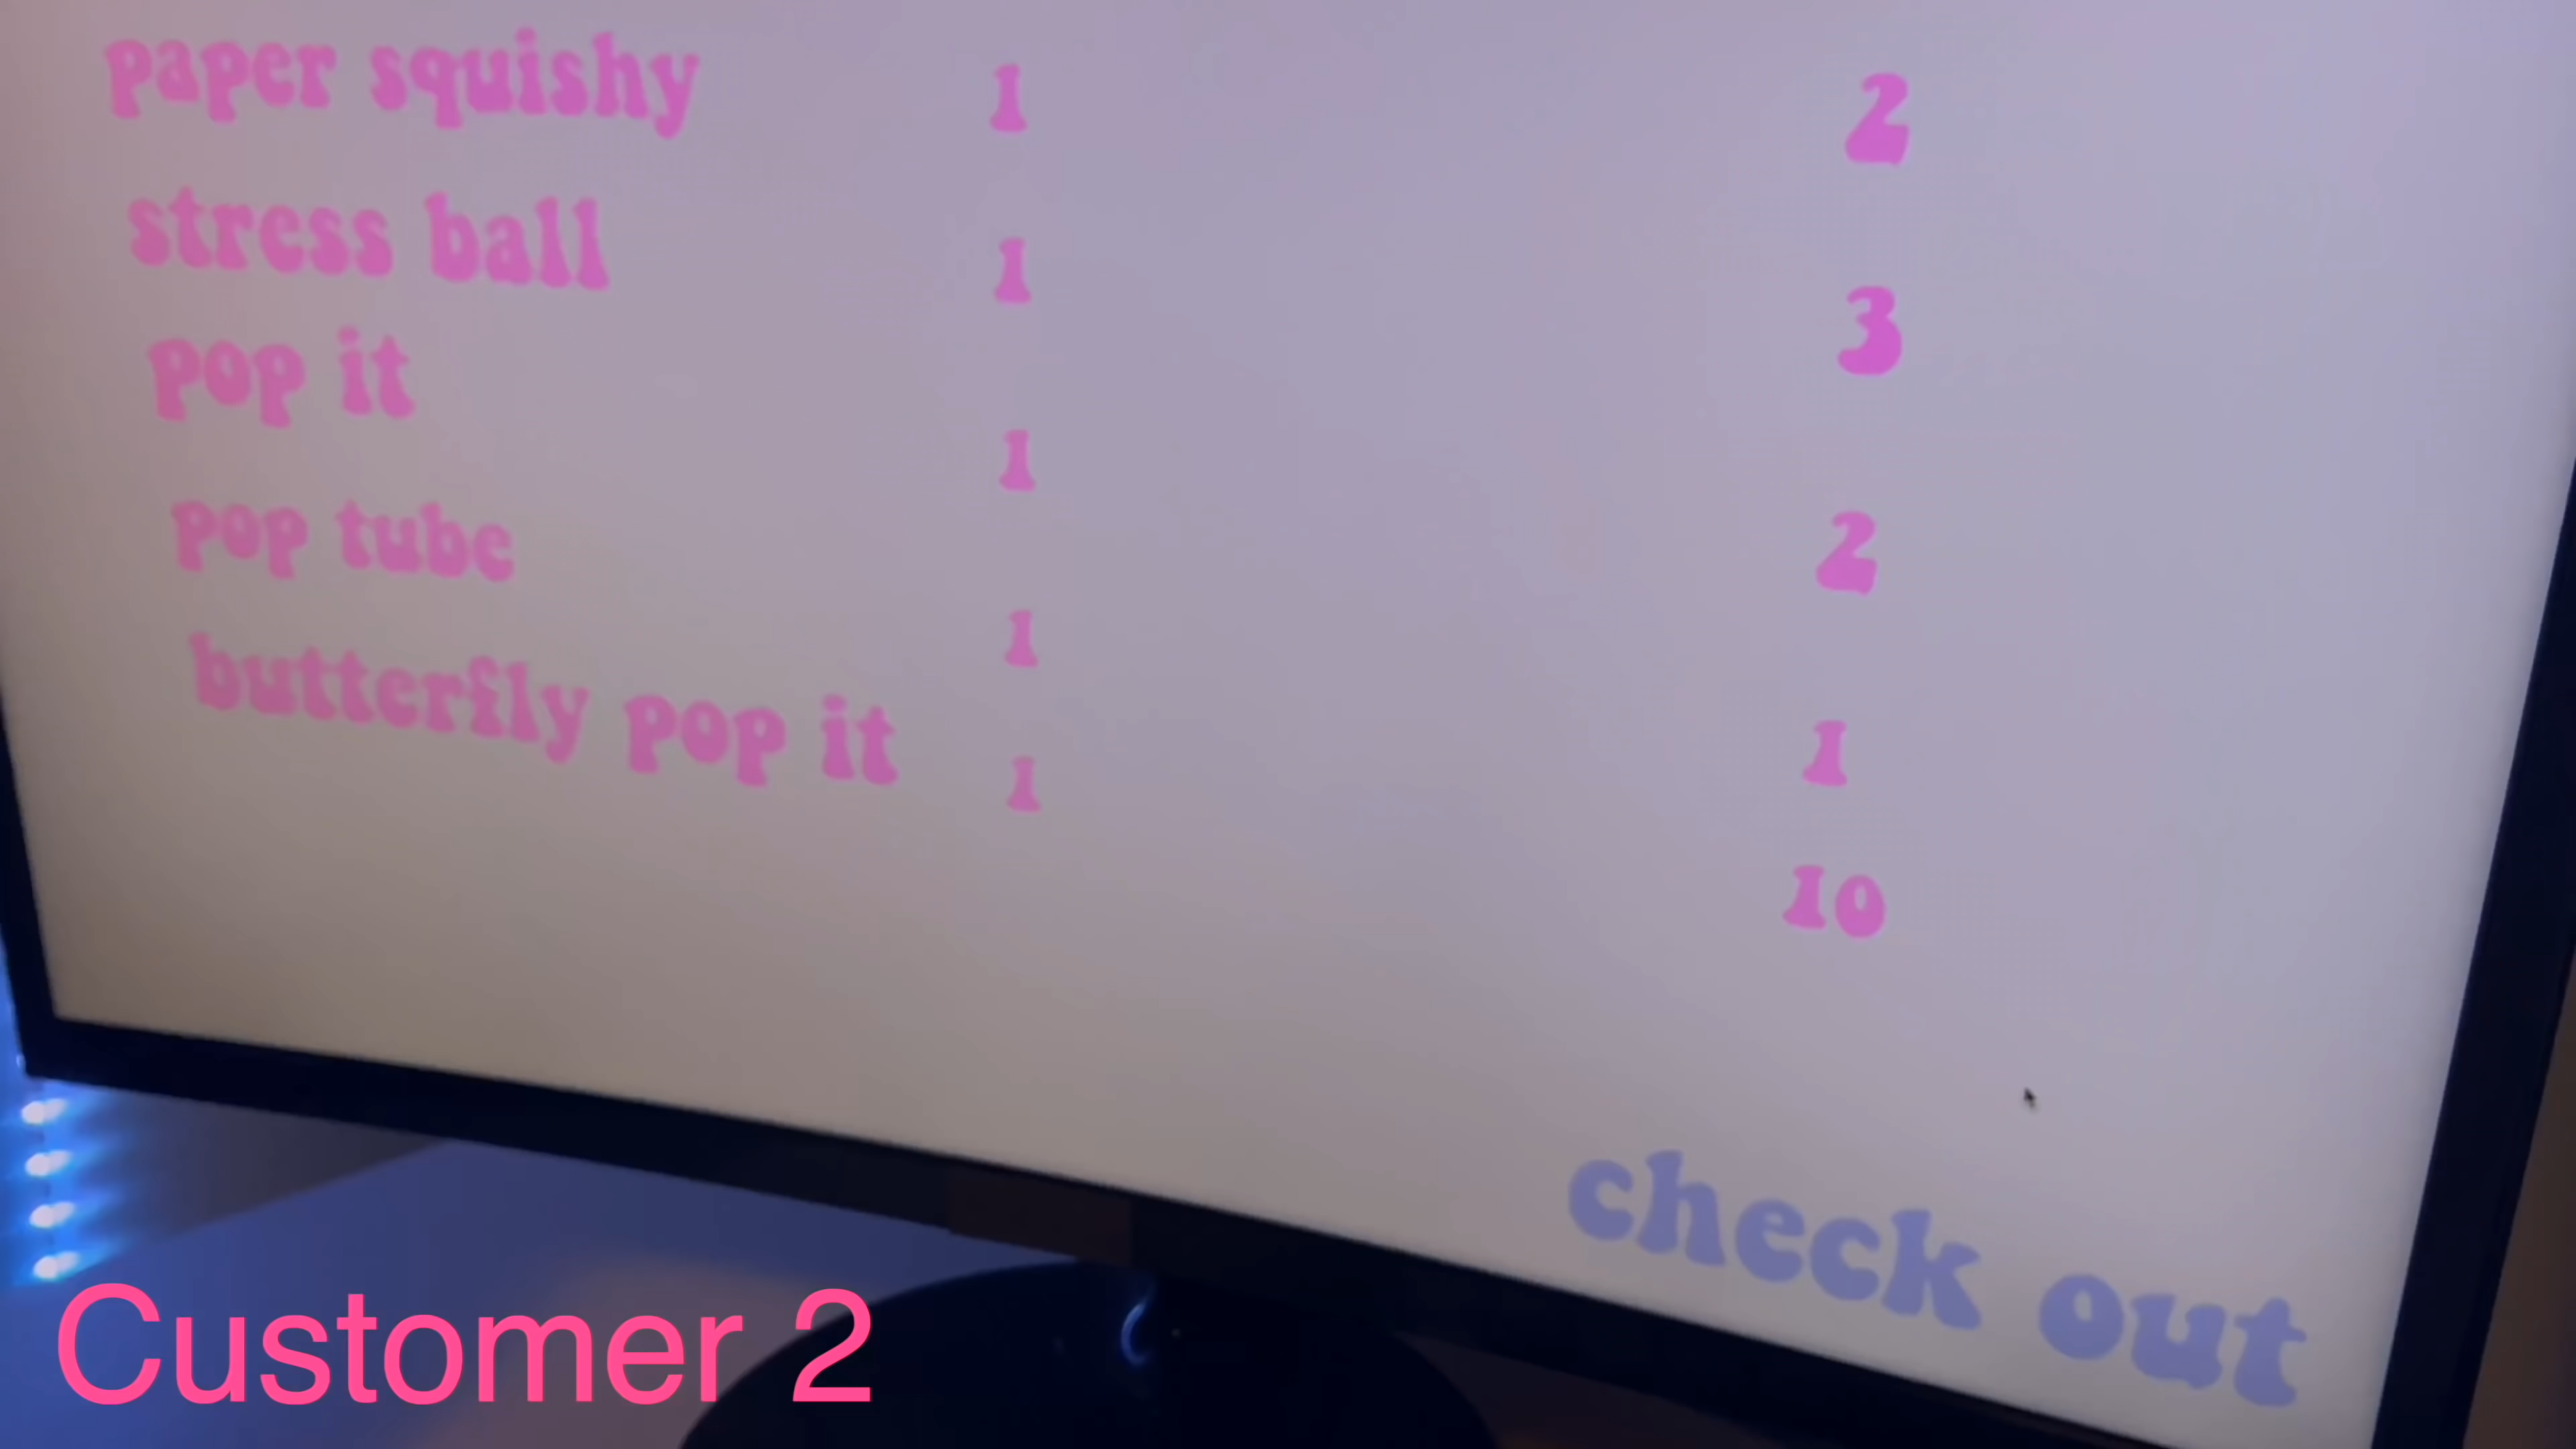 paper squishy 1 2
stress ball 1 3
pop it 1 2
pop tube 1 1
butterfly pop it 1 10
check out
Customer 2